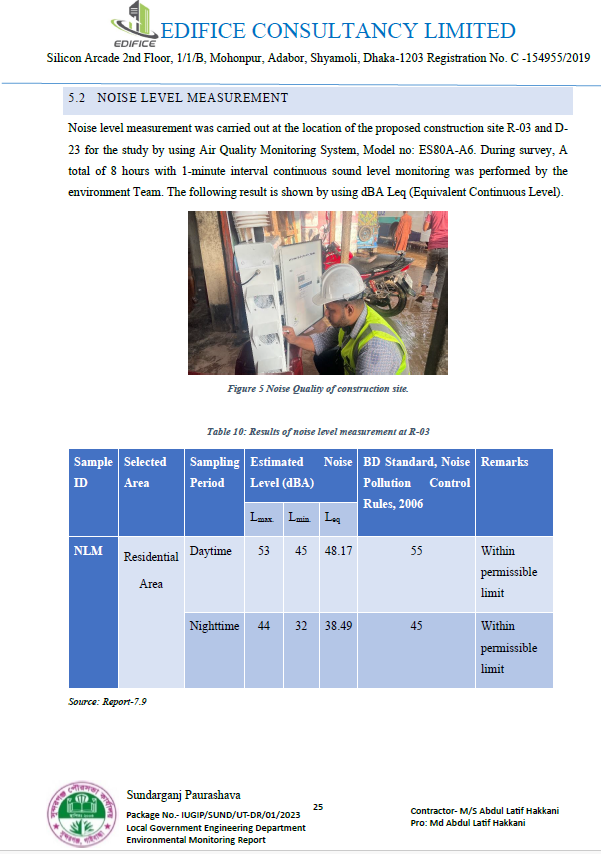 EDIFICE
EDIFICE CONSULTANCY LIMITED
Silicon Arcade 2nd Floor, 1/1/B, Mohonpur, Adabor, Shyamoli, Dhaka-1203 Registration No. C -154955/2019
5.2 NOISE LEVEL MEASUREMENT
Noise level measurement was carried out at the location of the proposed construction site R-03 and D-
23 for the study by using Air Quality Monitoring System, Model no: ES80A-A6. During survey, A
total of 8 hours with 1-minute interval continuous sound level monitoring was performed by the
environment Team. The following result is shown by using dBA Leq (Equivalent Continuous Level).
Figure 5 Noise Quality of construction site.
Table 10: Results of noise level measurement at R-03
Sample Selected Sampling Estimated Noise BD Standard, Noise Remarks
ID Area Period Level (dBA) Pollution Control
Rules, 2006
Lmax. Lmin. Leq
NLM Residential Daytime 53 45 48.17 55 Within
Area permissible
limit
Nighttime 44 32 38.49 45 Within
permissible
limit
Source: Report-7.9
Sundarganj Paurashava
25
Package No.- IUGIP/SUND/UT-DR/01/2023
Local Government Engineering Department
Environmental Monitoring Report
Contractor- M/S Abdul Latif Hakkani
Pro: Md Abdul Latif Hakkani